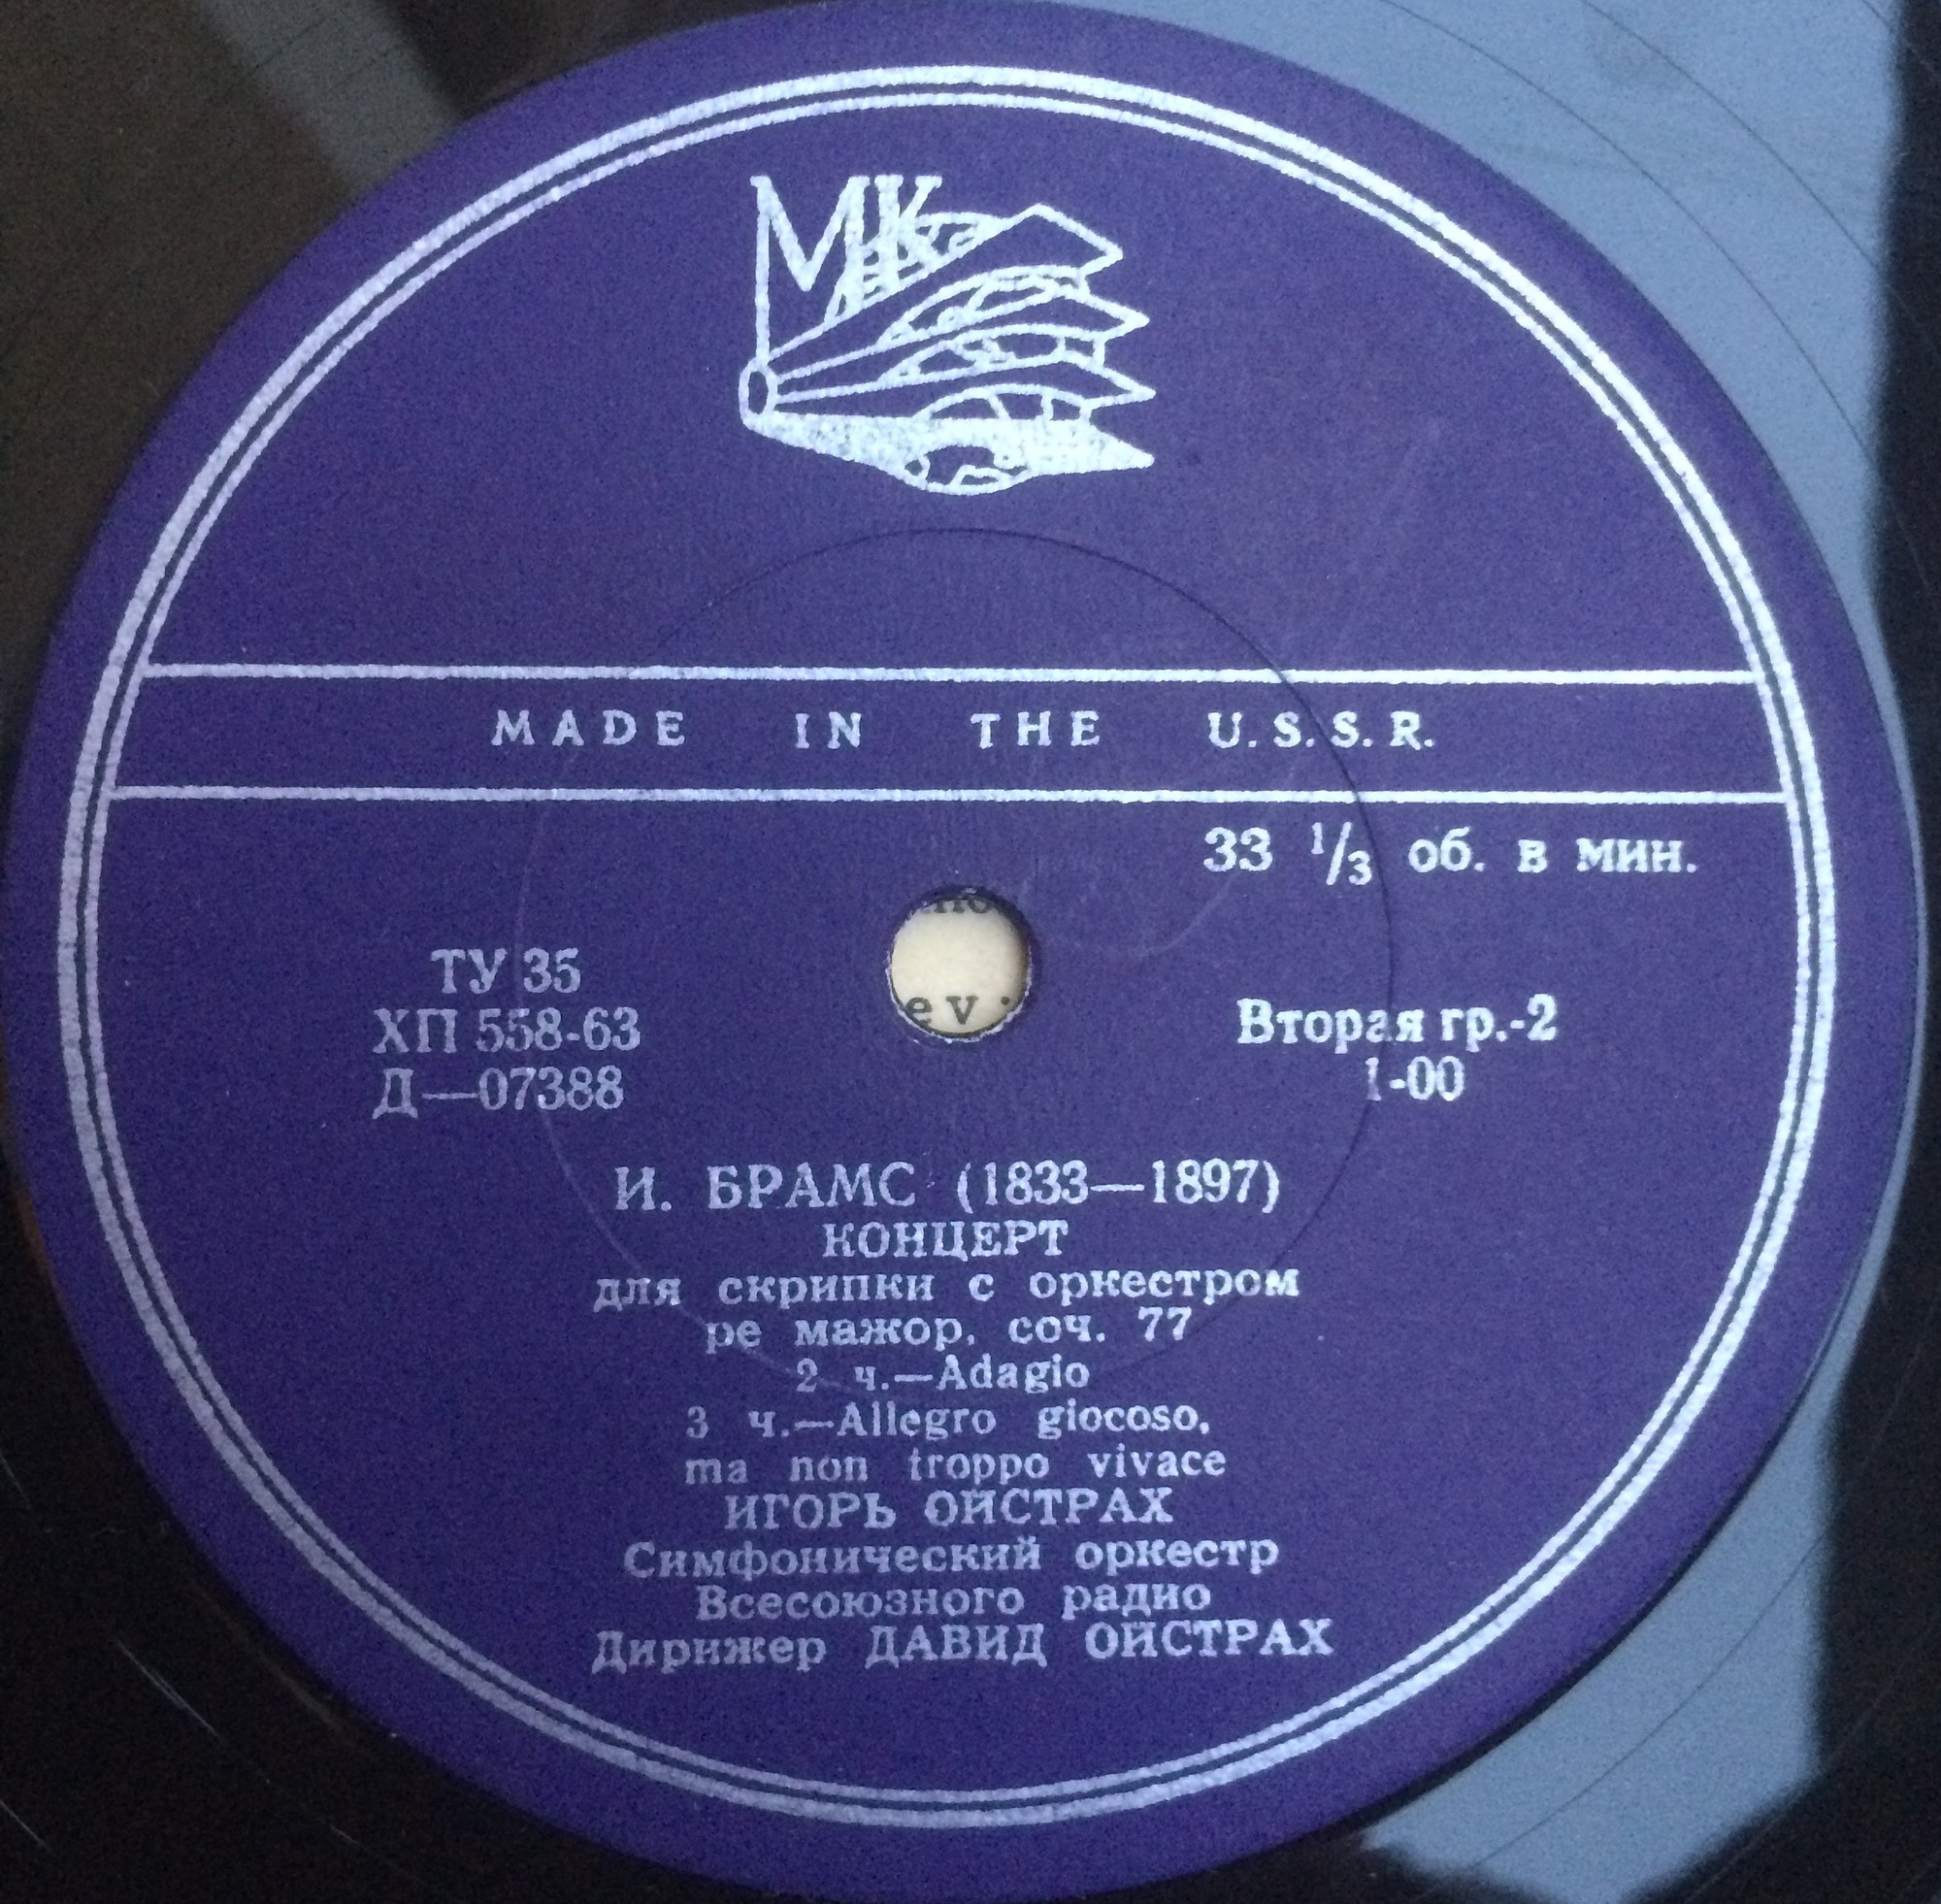 МК
MADE IN THE U.S.S.R.
33 1/3 об. в мин.
ТУ 35
ХП 558-63
Д—07388
Вторая гр.-2
1-00
И. БРАМС (1833—1897)
КОНЦЕРТ
для скрипки с оркестром
ре мажор, соч. 77
2 ч.—Adagio
3 ч.—Allegro giocoso,
ma non troppo vivace
ИГОРЬ ОЙСТРАХ
Симфонический оркестр
Всесоюзного радио
Дирижер ДАВИД ОЙСТРАХ